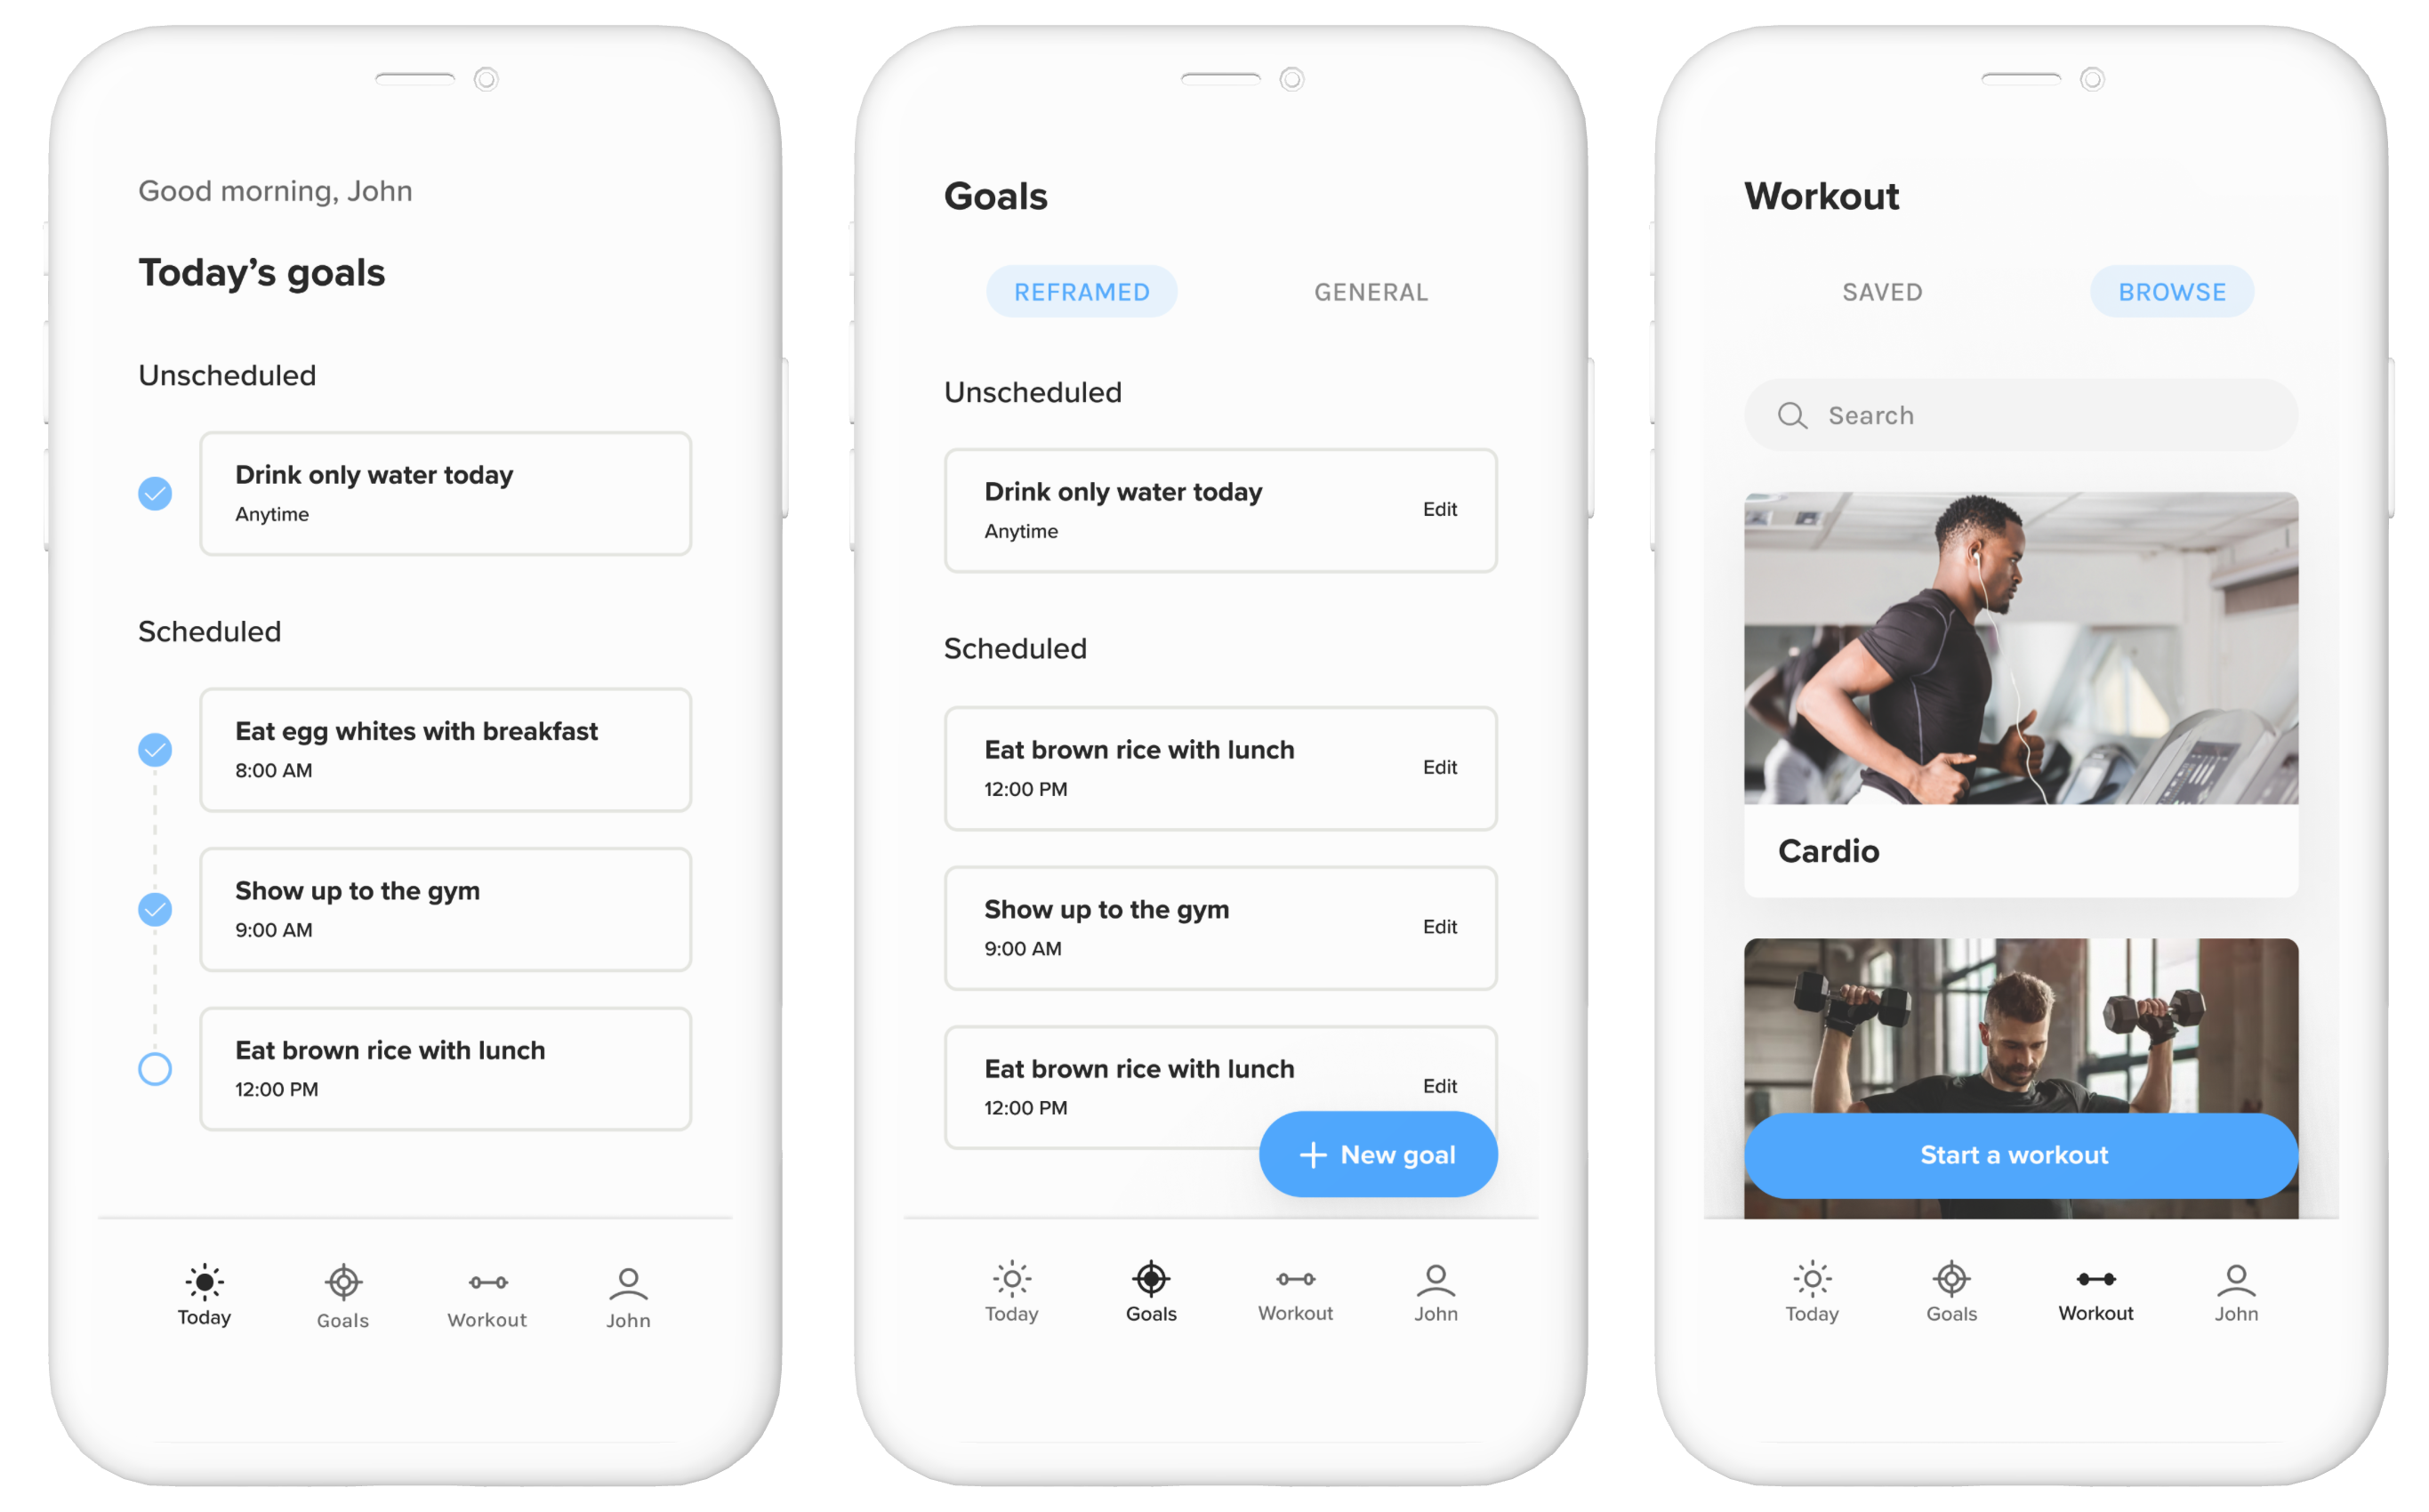 Good morning, John
Today’s goals
Unscheduled
Drink only water today
Anytime
Scheduled
Eat egg whites with breakfast
8:00 AM
Show up to the gym
9:00 AM
Eat brown rice with lunch
12:00 PM
Today Goals Workout John
Goals
REFRAMED GENERAL
Unscheduled
Drink only water today
Anytime
Edit
Scheduled
Eat brown rice with lunch
12:00 PM
Edit
Show up to the gym
9:00 AM
Edit
Eat brown rice with lunch
12:00 PM
Edit
New goal
Today Goals Workout John
Workout
SAVED BROWSE
Search
Cardio
Start a workout
Today Goals Workout John